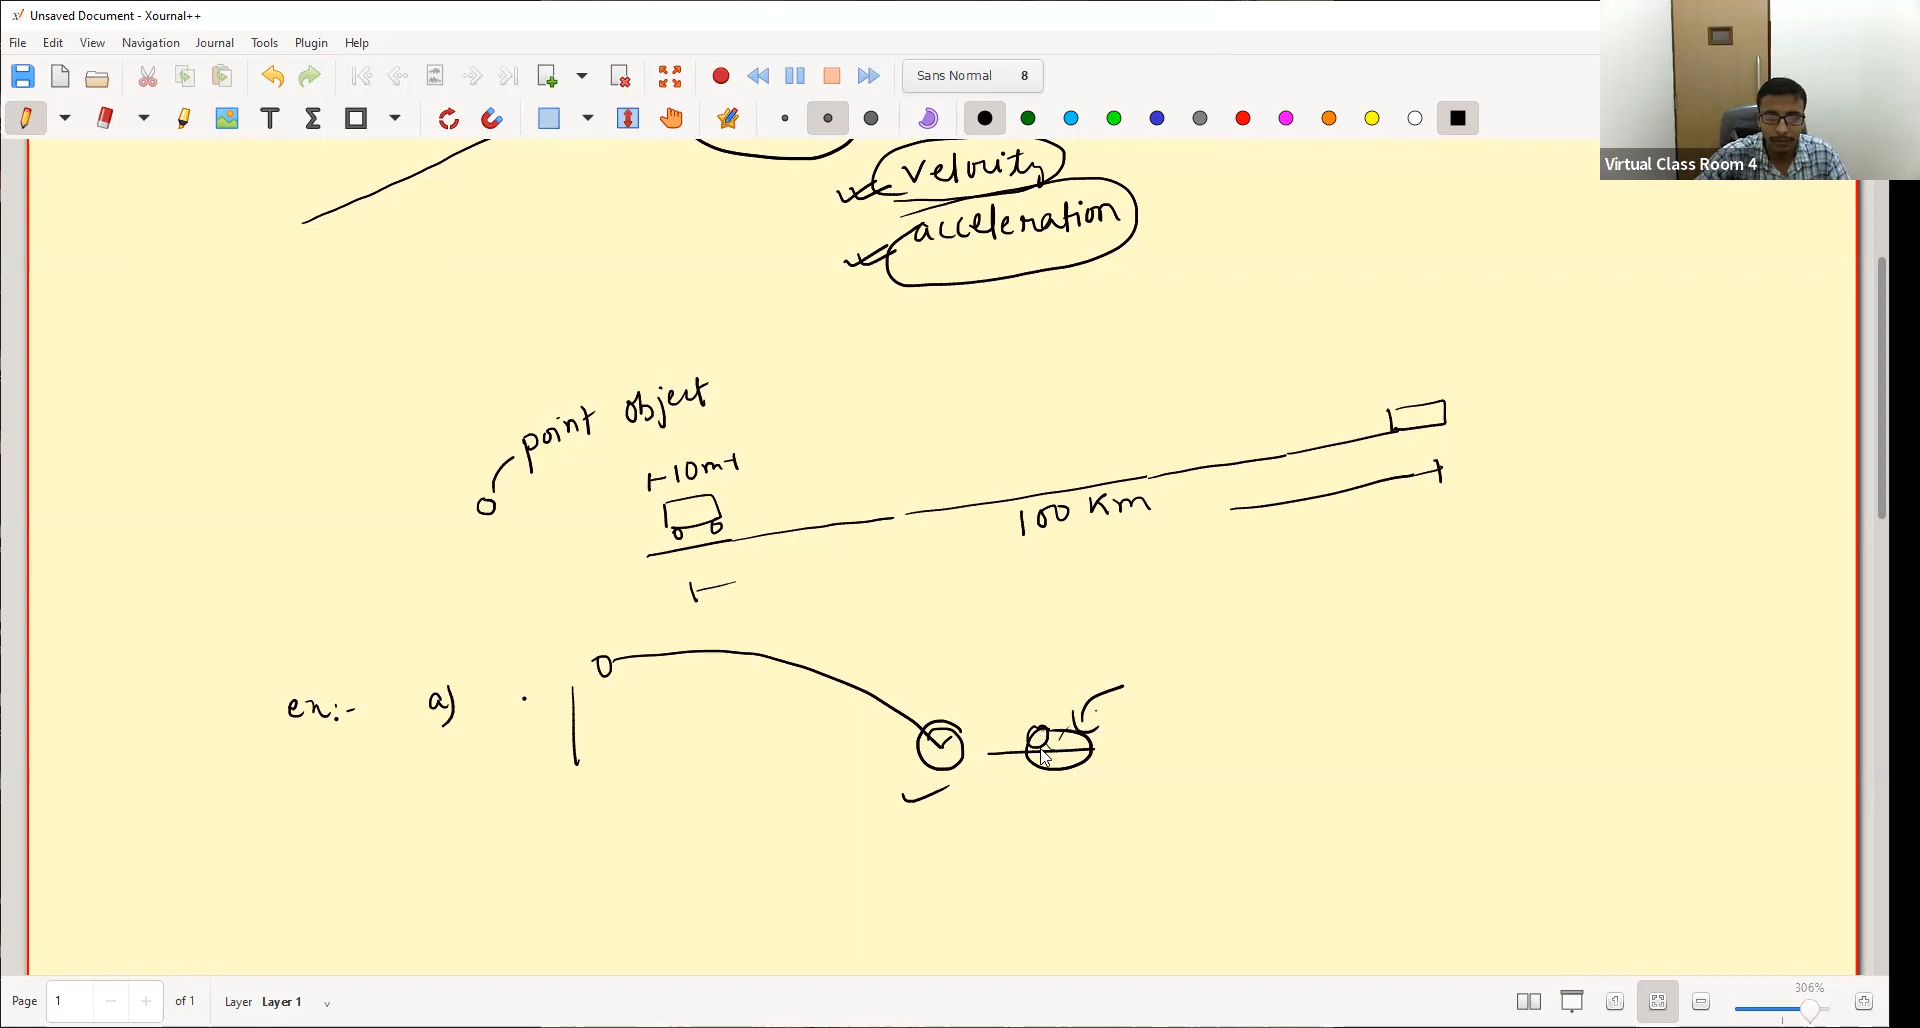 Unsaved Document - Xournal++
File Edit View Navigation Journal Tools Plugin Help
Sans Normal 8
Virtual Class Room 4
velocity
acceleration
point object
10m
100 Km
ex:- a)
Page 1 of 1 Layer Layer 1
306%